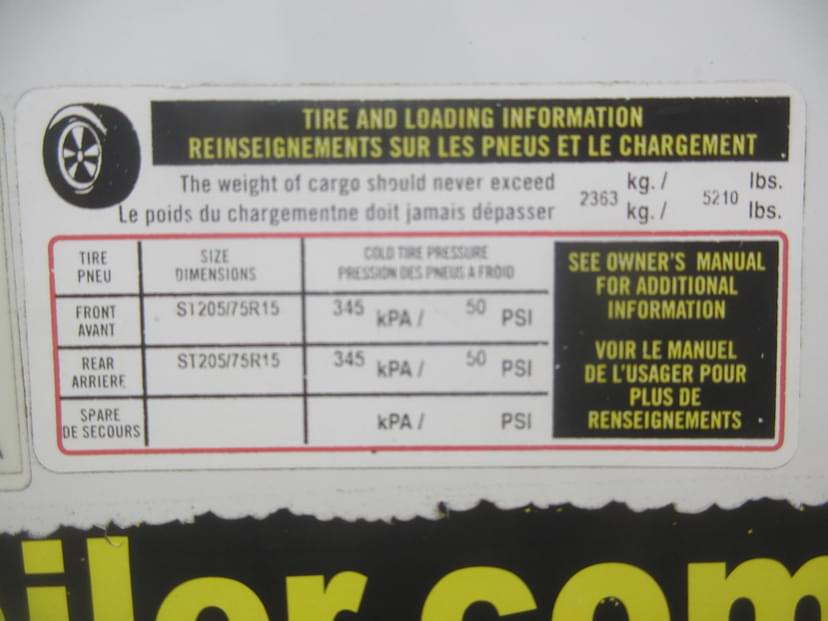 TIRE AND LOADING INFORMATION
REINSEIGNEMENTS SUR LES PNEUS ET LE CHARGEMENT
The weight of cargo should never exceed 2363 kg. / 5210 lbs.
Le poids du chargementne doit jamais dépasser kg. / lbs.
TIRE PNEU
SIZE DIMENSIONS
COLD TIRE PRESSURE
PRESSION DES PNEUS A FROID
FRONT AVANT
ST205/75R15
345 kPA / 50 PSI
REAR ARRIERE
ST205/75R15
345 kPA / 50 PSI
SPARE DE SECOURS
kPA / PSI
SEE OWNER'S MANUAL
FOR ADDITIONAL
INFORMATION
VOIR LE MANUEL
DE L'USAGER POUR
PLUS DE
RENSEIGNEMENTS
iler.com